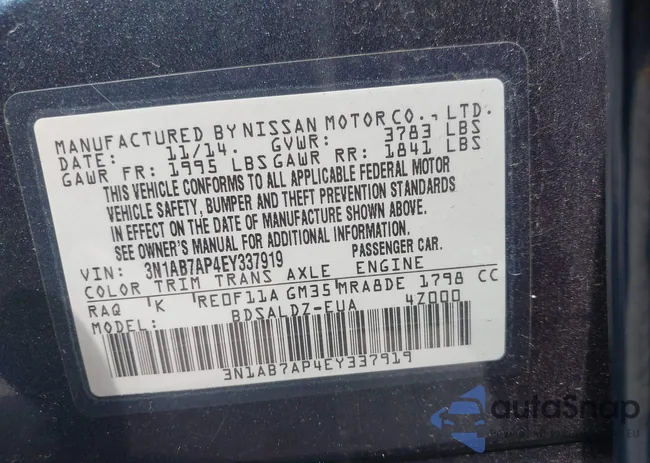 MANUFACTURED BY NISSAN MOTOR CO., LTD.
DATE: 11/14. GVWR: 3783 LBS
GAWR FR: 1995 LBS GAWR RR: 1841 LBS
THIS VEHICLE CONFORMS TO ALL APPLICABLE FEDERAL MOTOR
VEHICLE SAFETY, BUMPER AND THEFT PREVENTION STANDARDS
IN EFFECT ON THE DATE OF MANUFACTURE SHOWN ABOVE.
SEE OWNER'S MANUAL FOR ADDITIONAL INFORMATION.
VIN: 3N1AB7AP4EY337919 PASSENGER CAR.
COLOR TRIM TRANS AXLE ENGINE
RAQ K RE0F11A GM35 MRA8DE 1798 CC
MODEL: BDSALDZ-EUA 4Z000
3N1AB7AP4EY337919
autoSnap